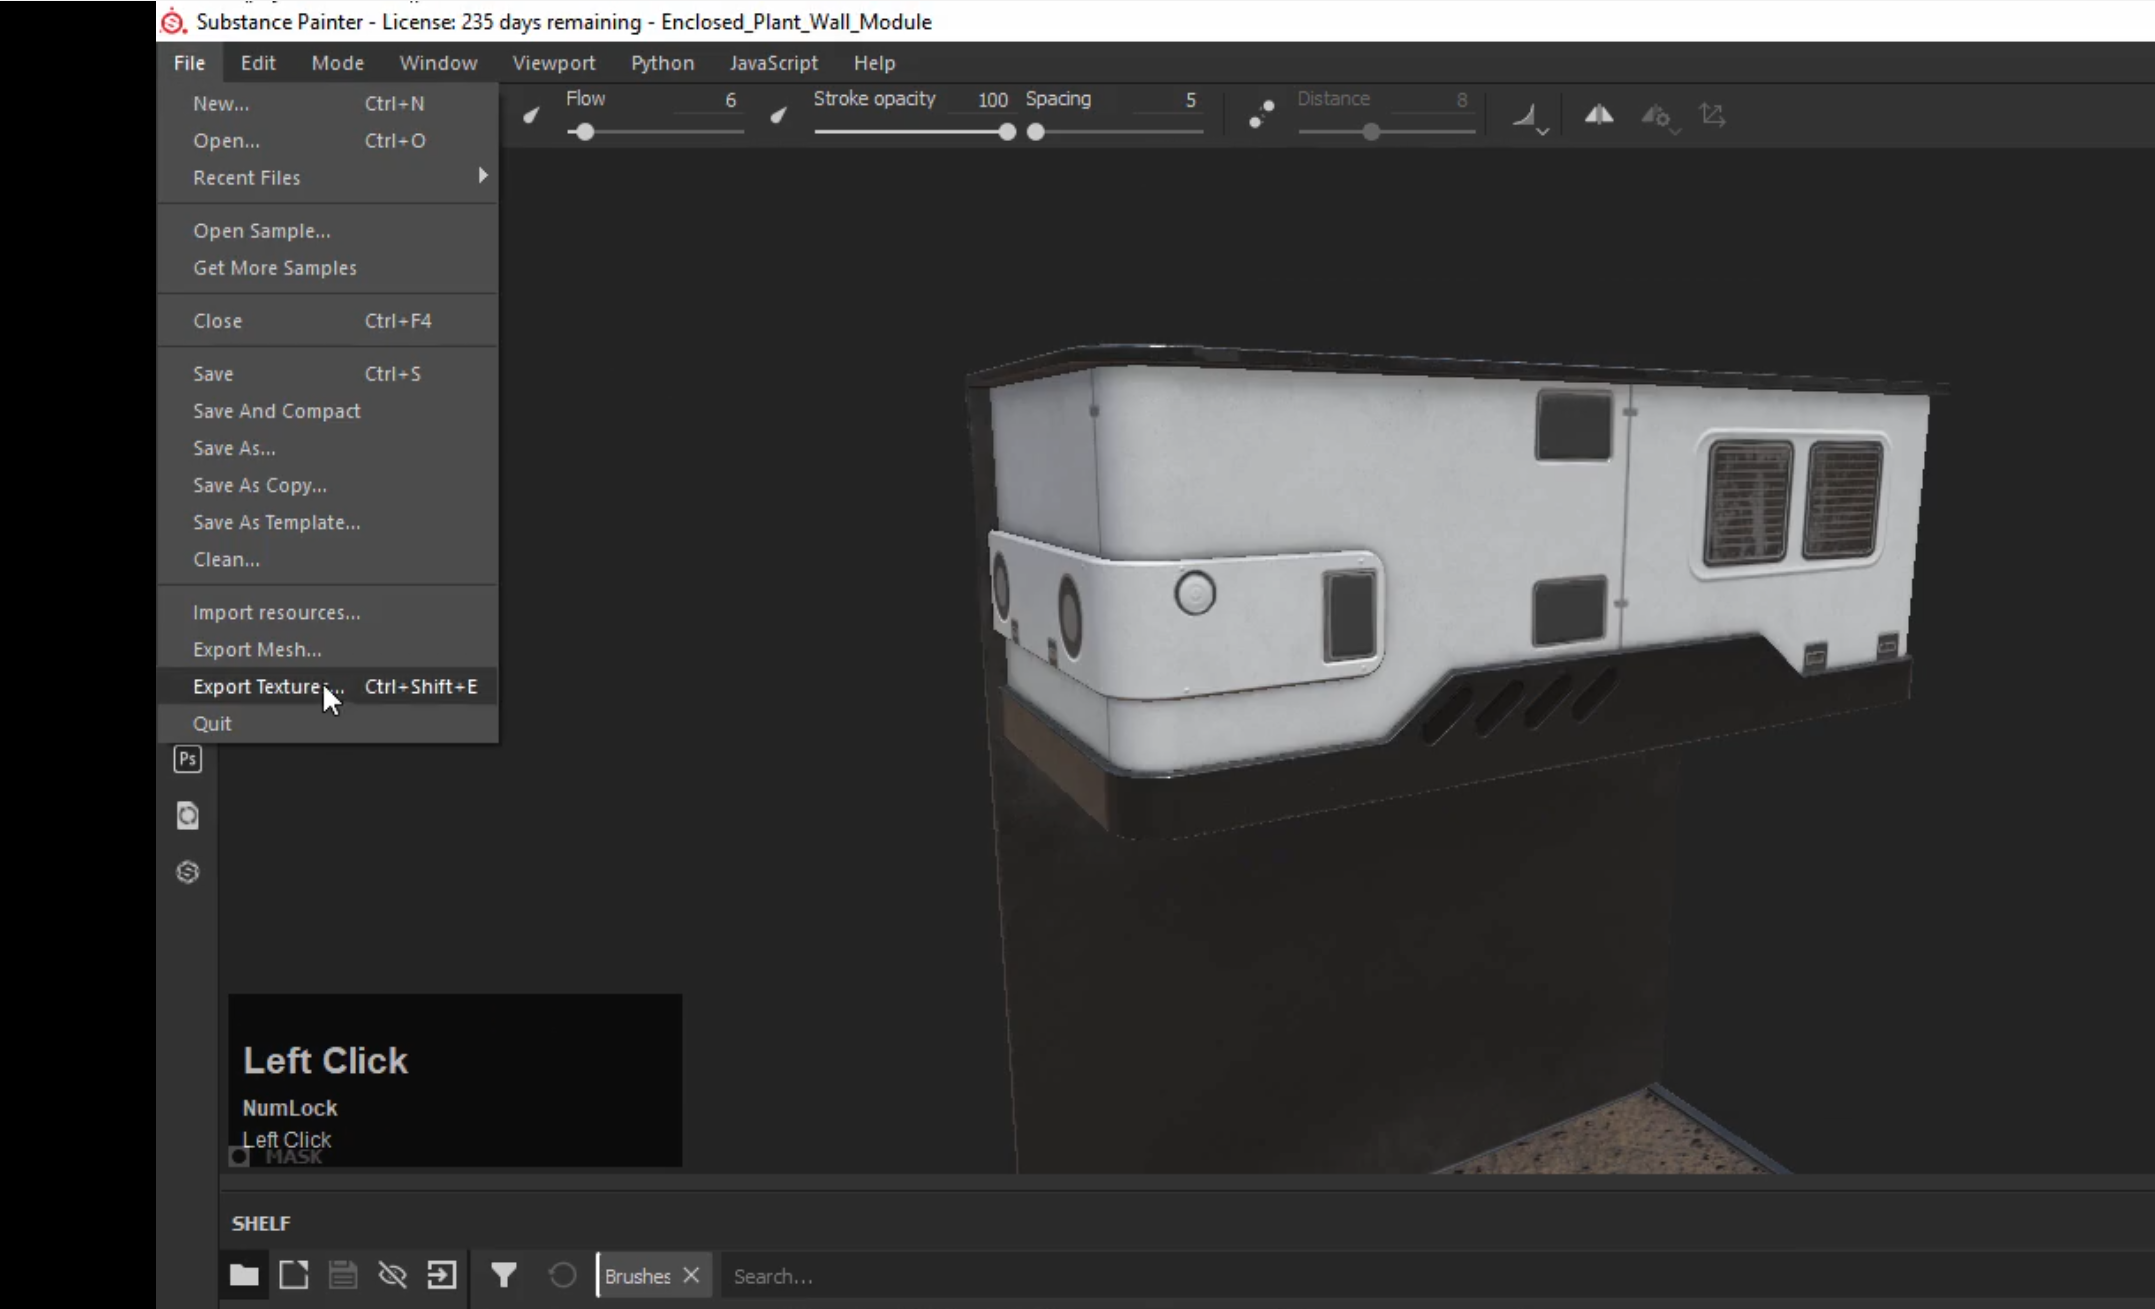 Substance Painter - License: 235 days remaining - Enclosed_Plant_Wall_Module
File Edit Mode Window Viewport Python JavaScript Help
Flow 6 Stroke opacity 100 Spacing 5 Distance 8
New... Ctrl+N
Open... Ctrl+O
Recent Files
Open Sample...
Get More Samples
Close Ctrl+F4
Save Ctrl+S
Save And Compact
Save As...
Save As Copy...
Save As Template...
Clean...
Import resources...
Export Mesh...
Export Textures... Ctrl+Shift+E
Quit
Ps
Left Click
NumLock
Left Click
MASK
SHELF
Brushes Search...